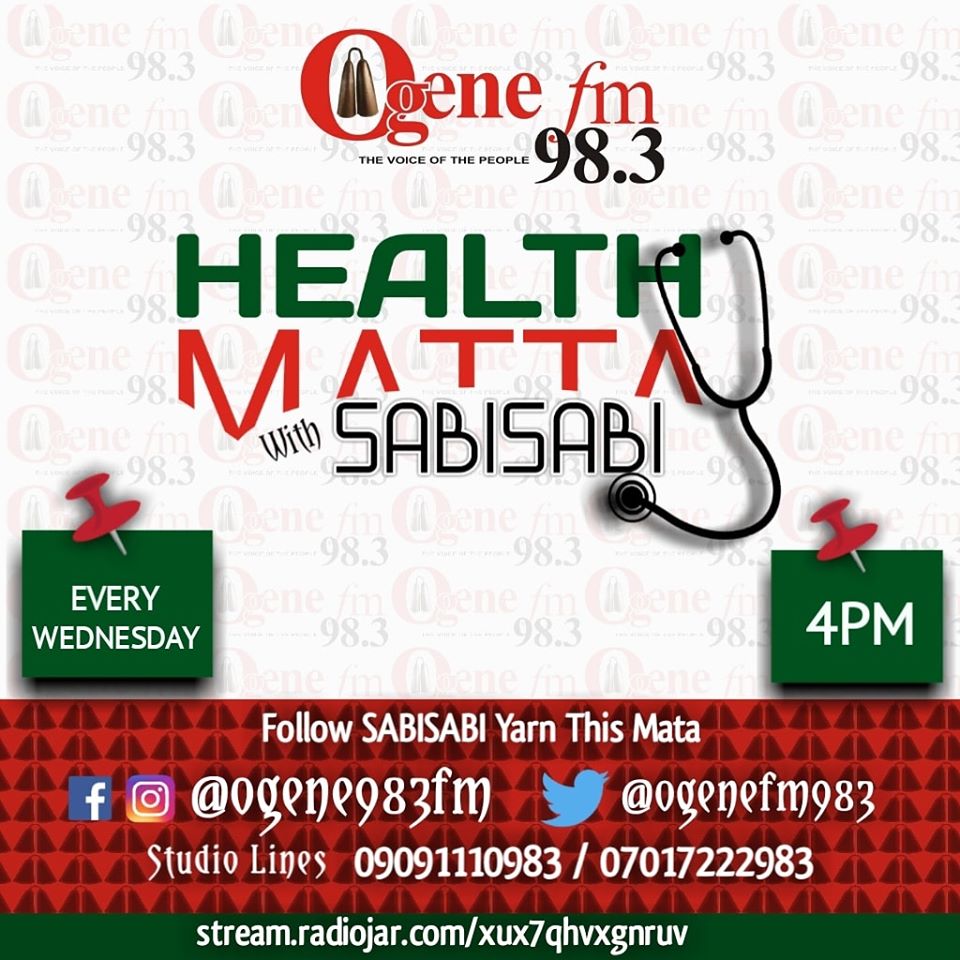 Ogene fm
THE VOICE OF THE PEOPLE 98.3
HEALTH
MATTA
With SABISABI
EVERY
WEDNESDAY
4PM
Follow SABISABI Yarn This Mata
@ogene983fm @ogenefm983
Studio Lines 09091110983 / 07017222983
stream.radiojar.com/xux7qhvxgnruv